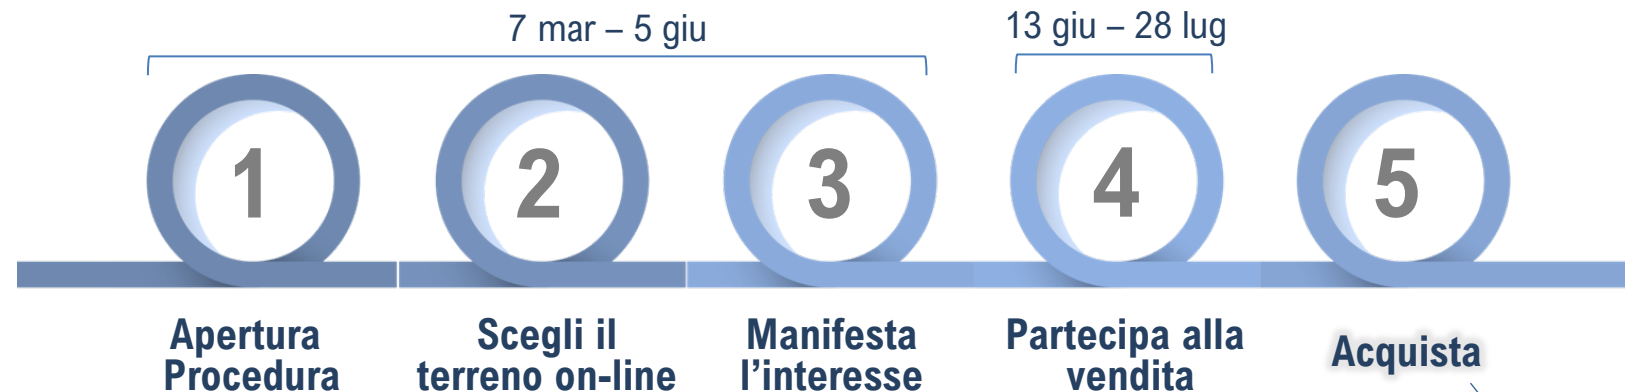 7 mar – 5 giu
13 giu – 28 lug
1
2
3
4
5
Apertura
Procedura
Scegli il
terreno on-line
Manifesta
l’interesse
Partecipa alla
vendita
Acquista